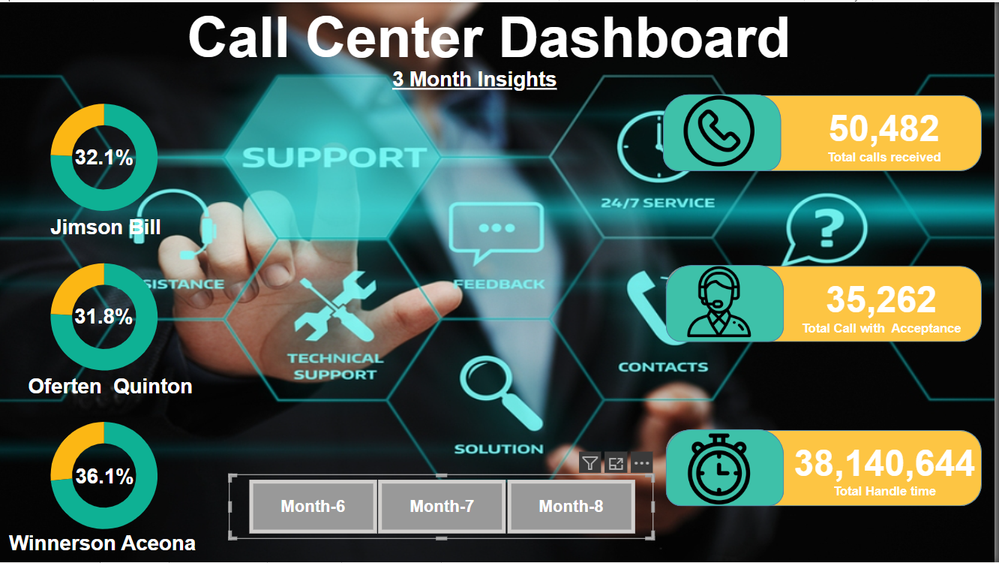 Call Center Dashboard
3 Month Insights
32.1%
Jimson Bill
31.8%
Oferten  Quinton
36.1%
Winnerson Aceona
SUPPORT
SISTANCE
TECHNICAL
SUPPORT
FEEDBACK
SOLUTION
24/7 SERVICE
CONTACTS
50,482
Total calls received
35,262
Total Call with  Acceptance
38,140,644
Total Handle time
Month-6
Month-7
Month-8